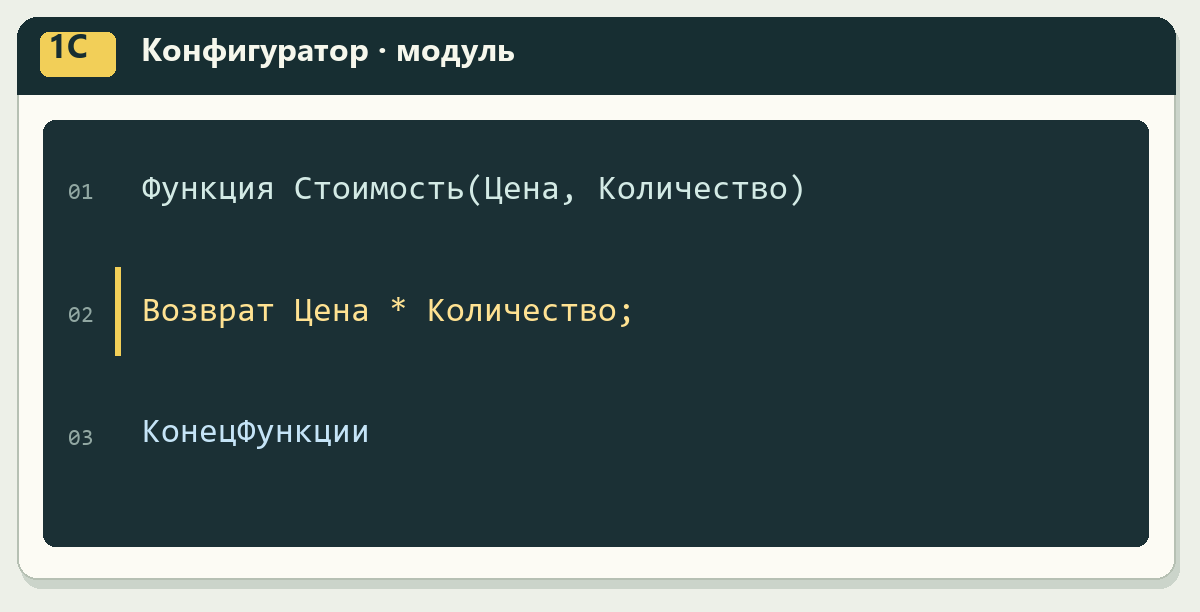 1С
Конфигуратор · модуль
01 Функция Стоимость(Цена, Количество)
02 Возврат Цена * Количество;
03 КонецФункции